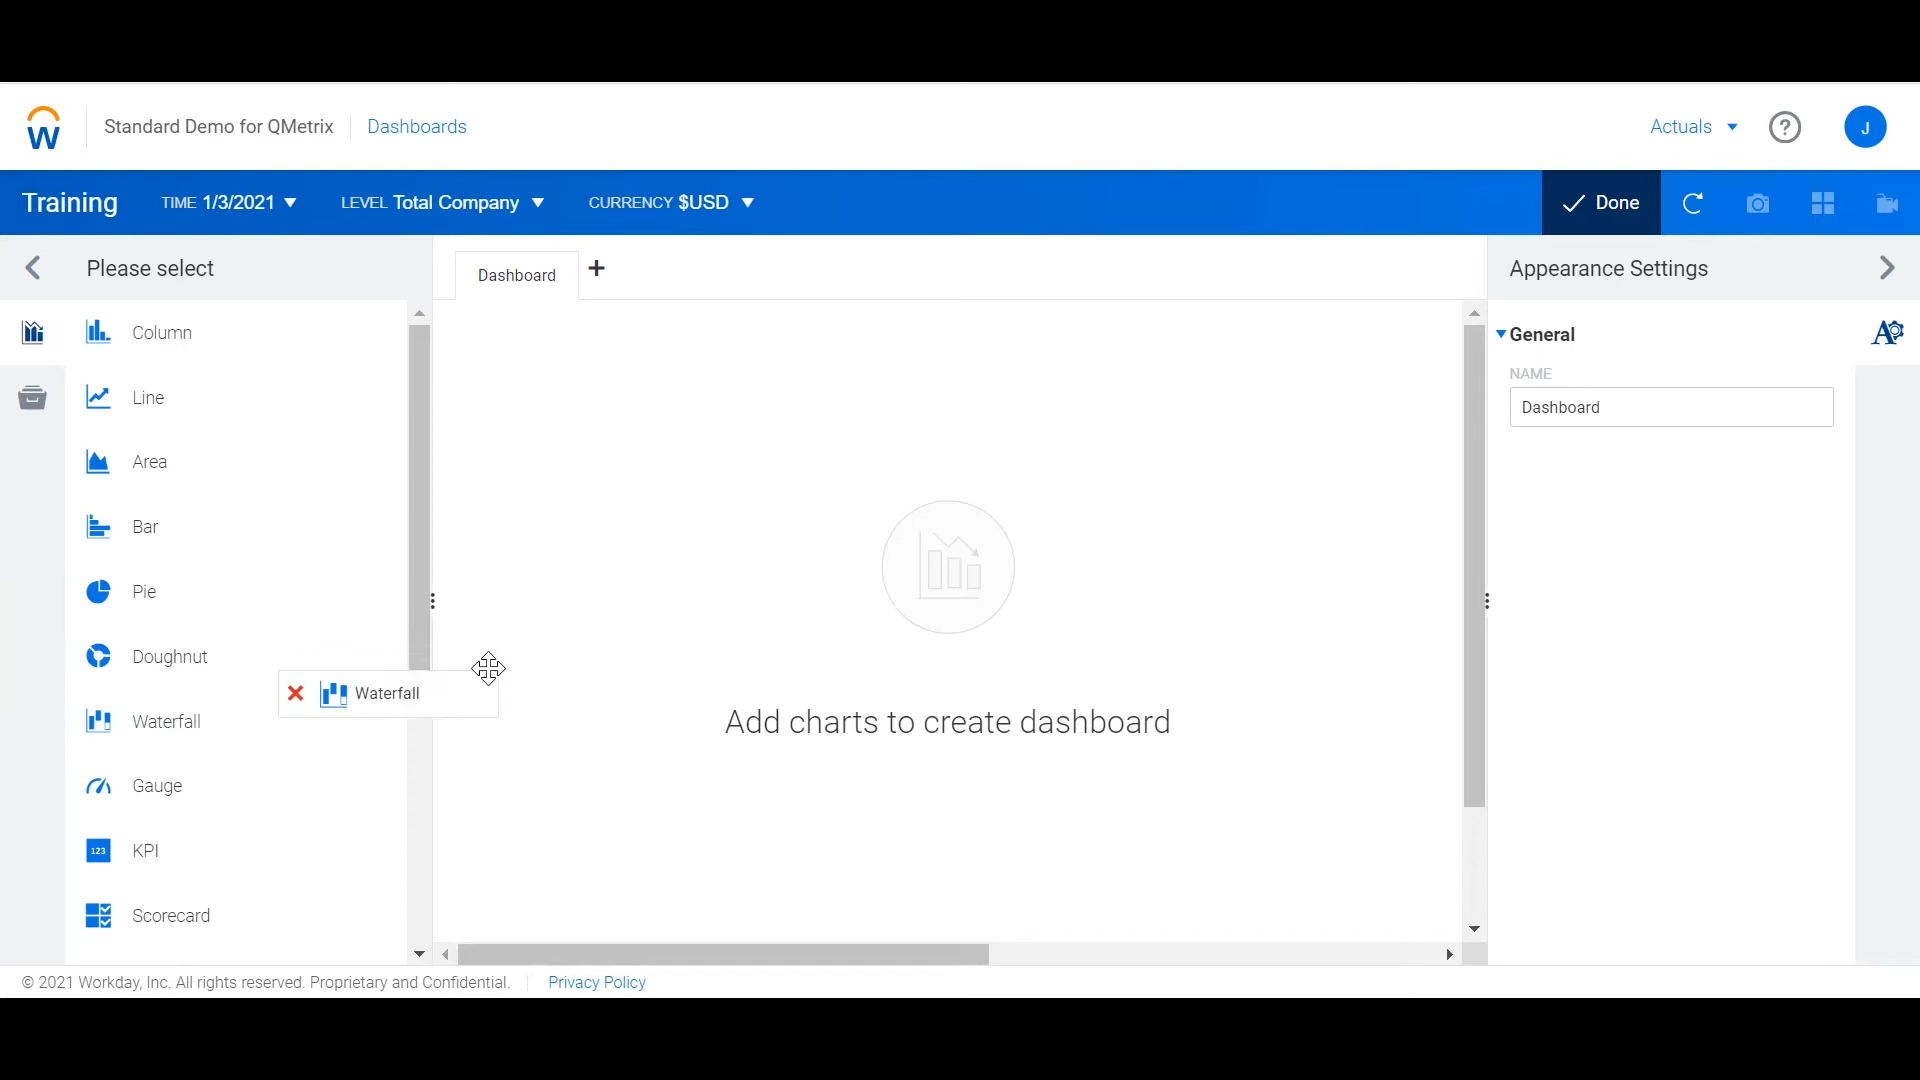 W Standard Demo for QMetrix Dashboards Actuals ? J
Training TIME 1/3/2021 LEVEL Total Company CURRENCY $USD Done
Please select
Dashboard +
Appearance Settings
Column
Line
Area
Bar
Pie
Doughnut
Waterfall
Waterfall
Gauge
123 KPI
Scorecard
Add charts to create dashboard
General
NAME
Dashboard
© 2021 Workday, Inc. All rights reserved. Proprietary and Confidential. Privacy Policy